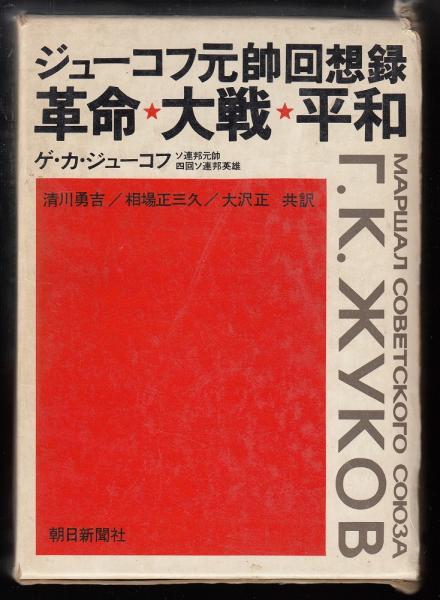 ジューコフ元帥回想録
革命★大戦★平和
ゲ・カ・ジューコフ
ソ連邦元帥
四回ソ連邦英雄
清川勇吉/相場正三久/大沢正 共訳
МАРШАЛ СОВЕТСКОГО СОЮЗА
Г. К. ЖУКОВ
朝日新聞社